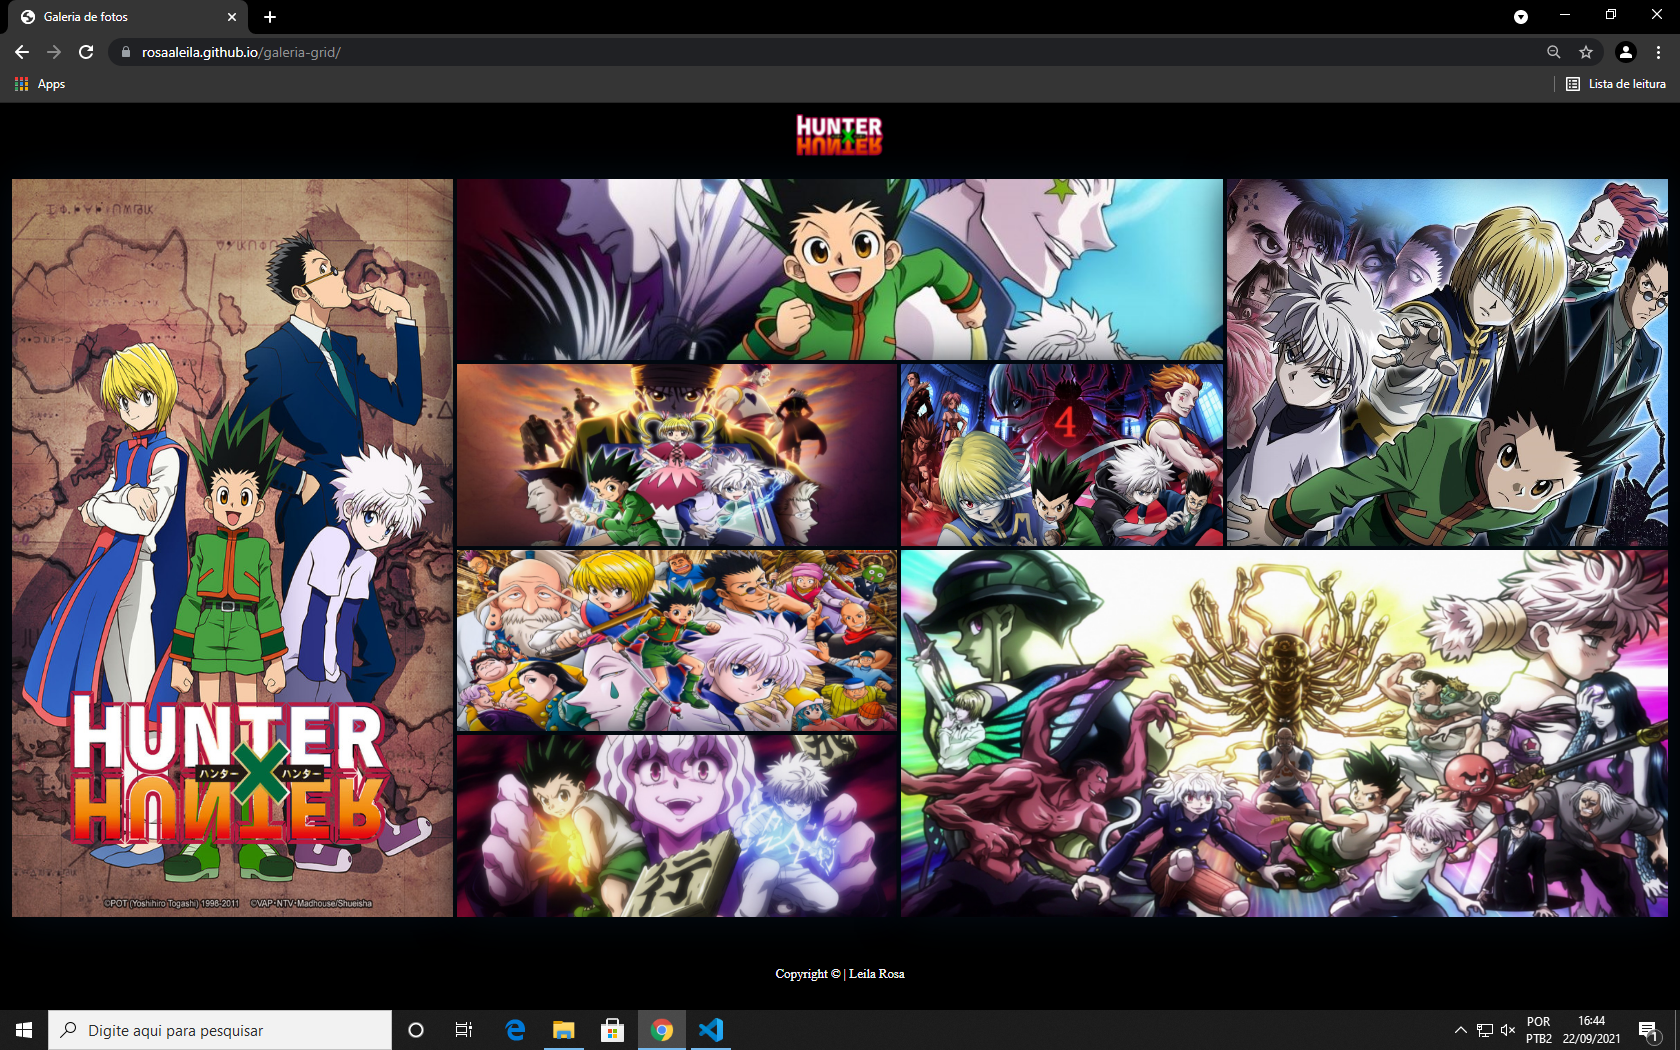 Galeria de fotos
rosaaleila.github.io/galeria-grid/
Apps
Lista de leitura
HUNTER
HUNTER
HUNTER
ハンター X ハンター
HUNTER
©POT (Yoshihiro Togashi) 1998-2011 ©VAP・NTV・Madhouse/Shueisha
4
行
Copyright © | Leila Rosa
Digite aqui para pesquisar
POR
PTB2
16:44
22/09/2021
1